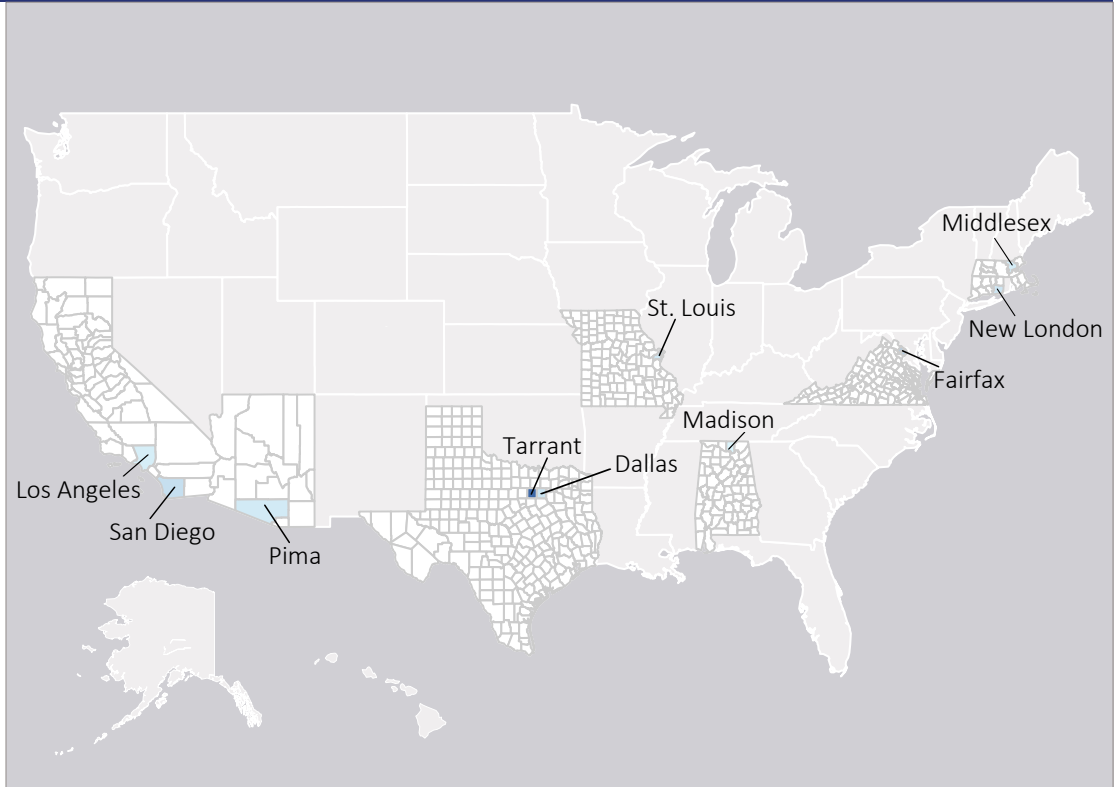 Middlesex
St. Louis
New London
Fairfax
Madison
Tarrant
Dallas
Los Angeles
San Diego
Pima